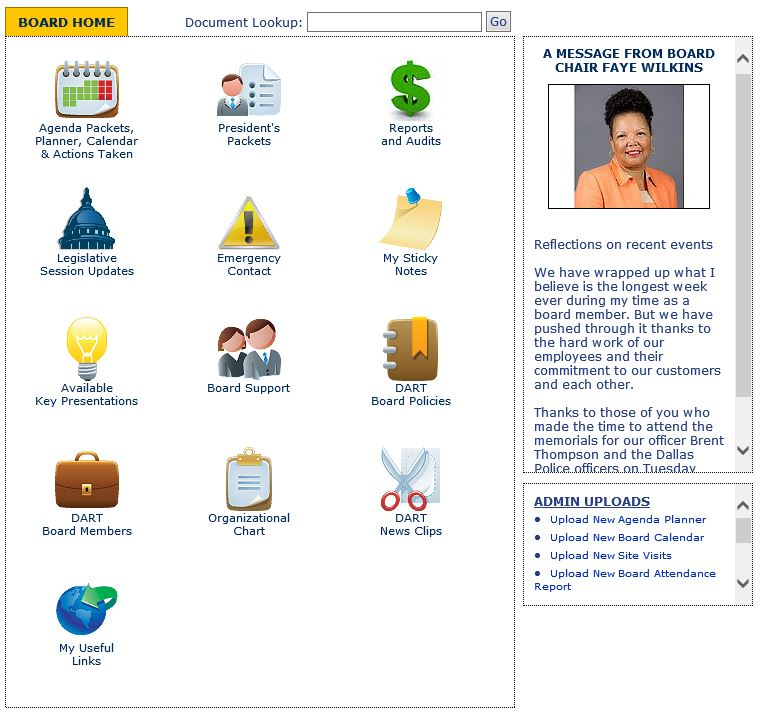 BOARD HOME
Document Lookup:
Go
Agenda Packets,
Planner, Calendar
& Actions Taken
President's
Packets
Reports
and Audits
Legislative
Session Updates
Emergency
Contact
My Sticky
Notes
Available
Key Presentations
Board Support
DART
Board Policies
DART
Board Members
Organizational
Chart
DART
News Clips
My Useful
Links
A MESSAGE FROM BOARD
CHAIR FAYE WILKINS
Reflections on recent events
We have wrapped up what I
believe is the longest week
ever during my time as a
board member. But we have
pushed through it thanks to
the hard work of our
employees and their
commitment to our customers
and each other.
Thanks to those of you who
made the time to attend the
memorials for our officer Brent
Thompson and the Dallas
Police officers on Tuesday
ADMIN UPLOADS
• Upload New Agenda Planner
• Upload New Board Calendar
• Upload New Site Visits
• Upload New Board Attendance
Report